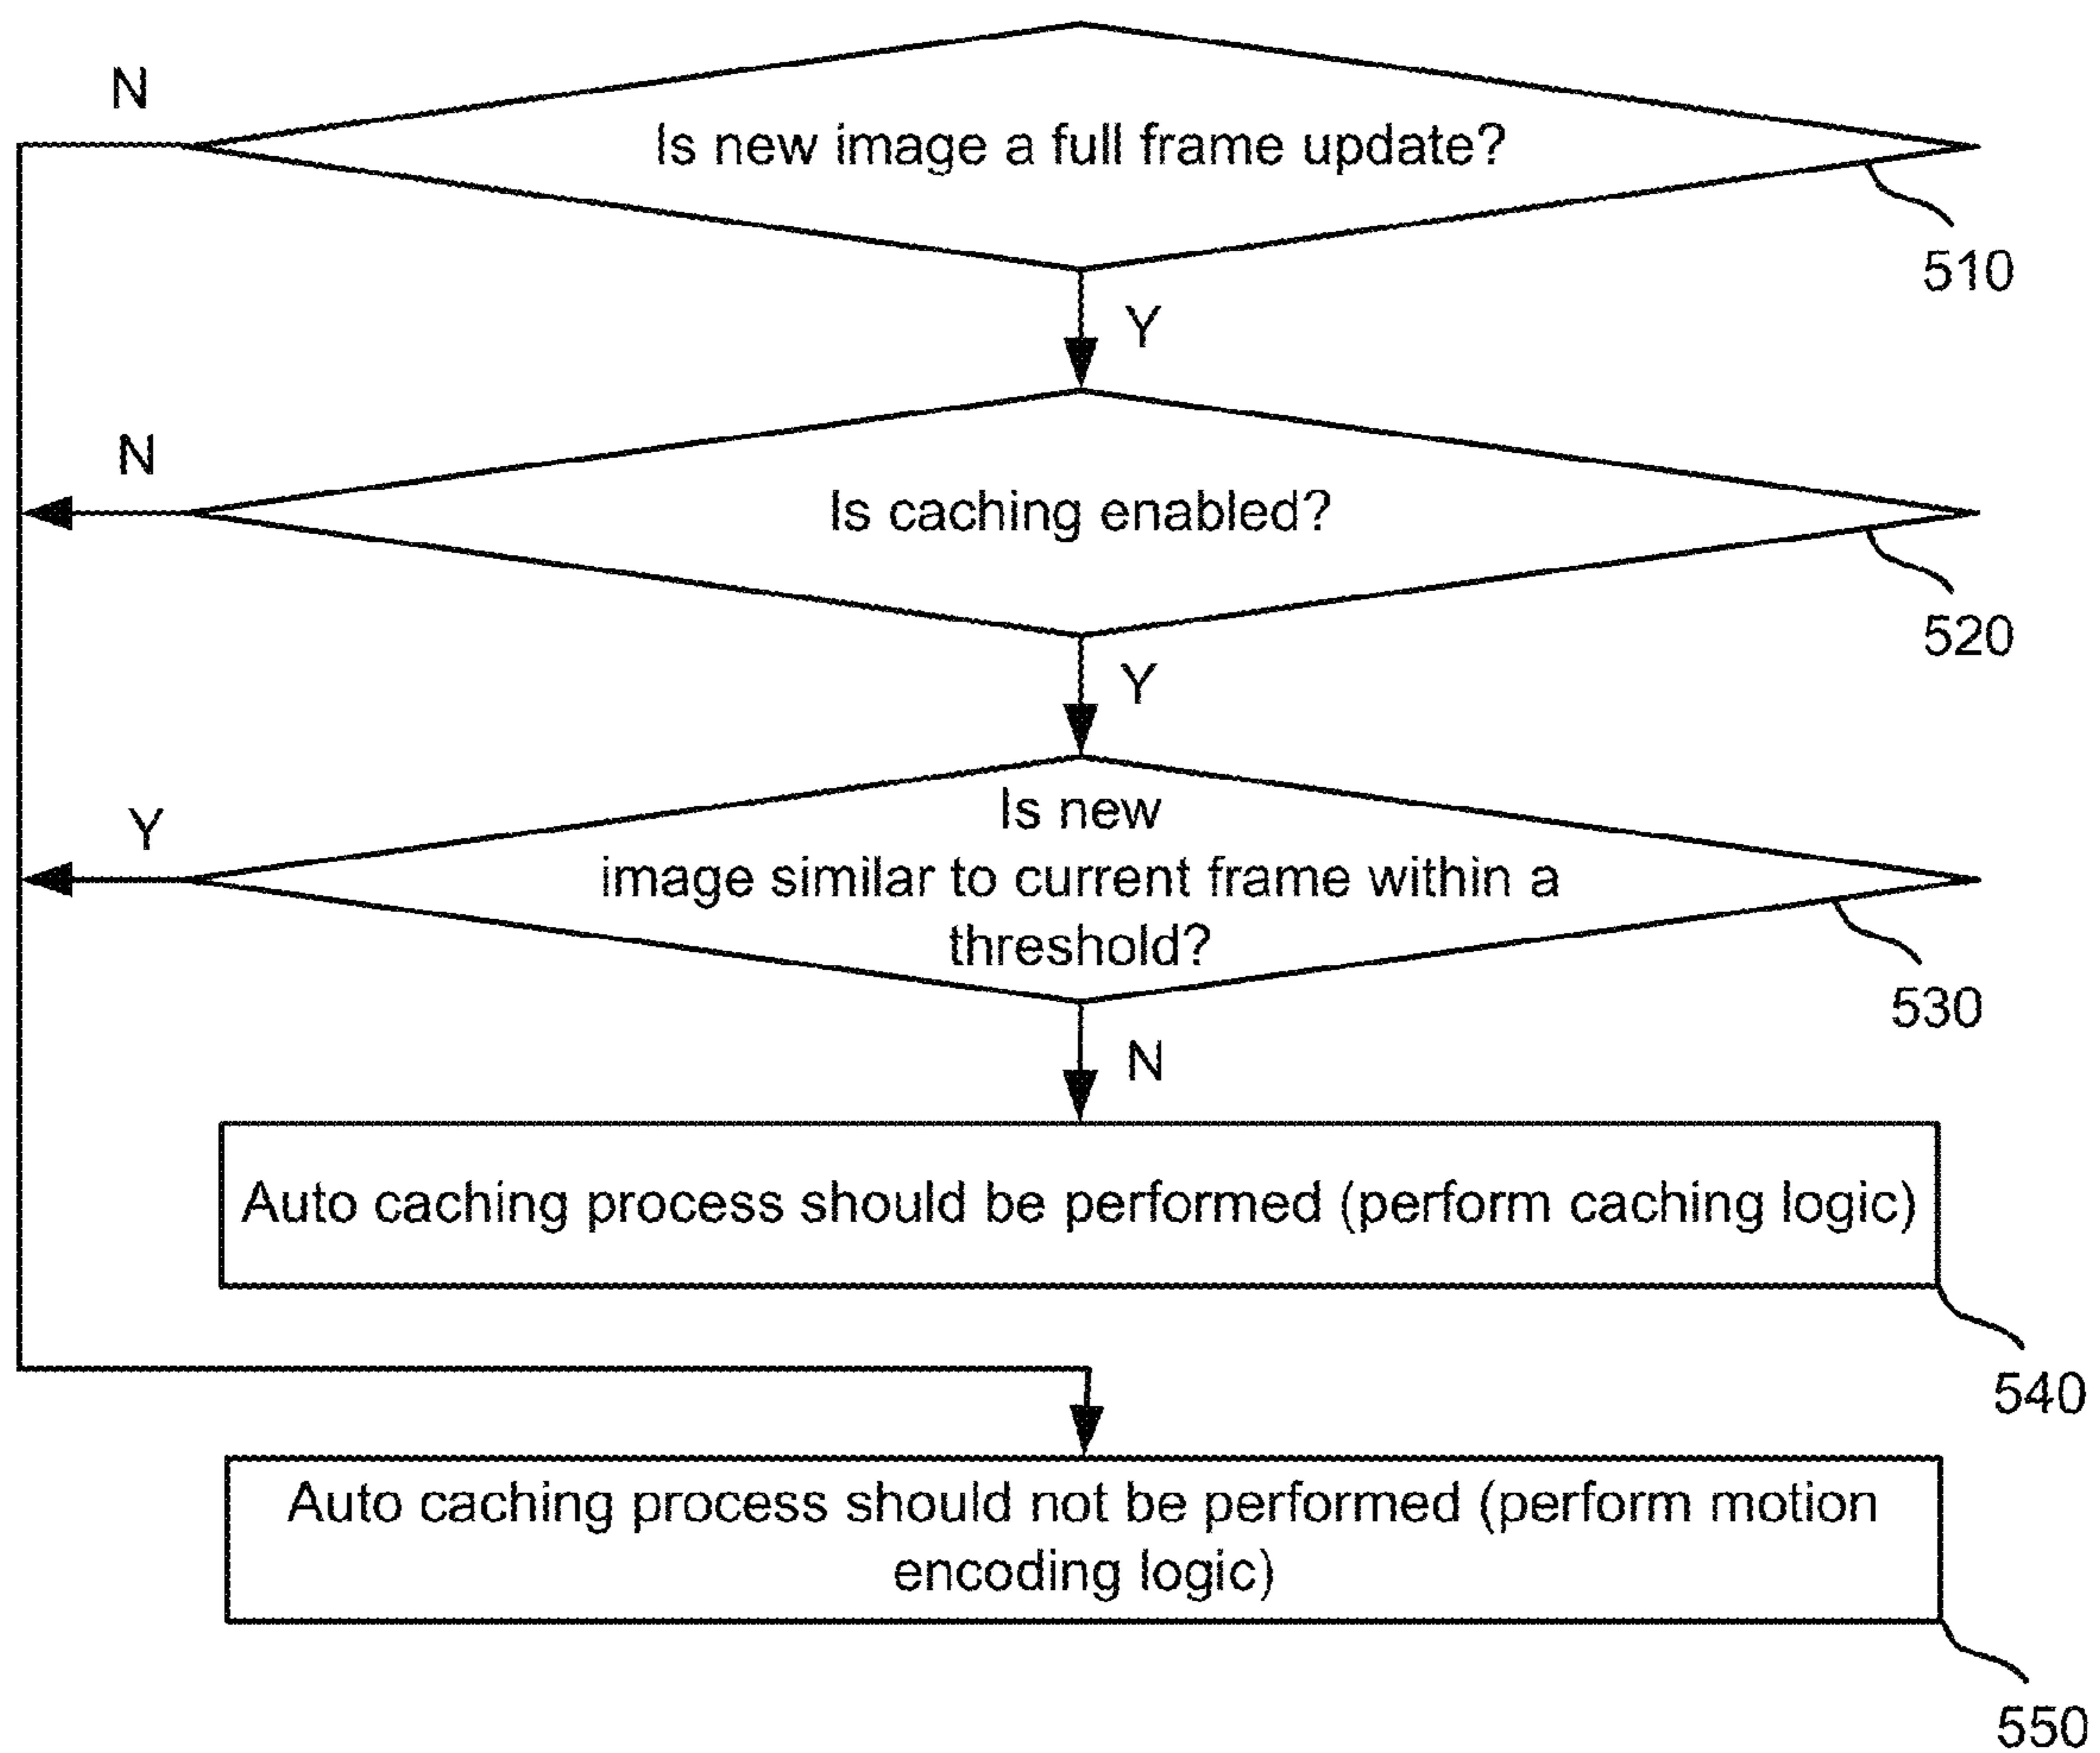 N
Is new image a full frame update?
510
Y
N
Is caching enabled?
520
Y
Y
Is new
image similar to current frame within a
threshold?
530
N
Auto caching process should be performed (perform caching logic)
540
Auto caching process should not be performed (perform motion
encoding logic)
550